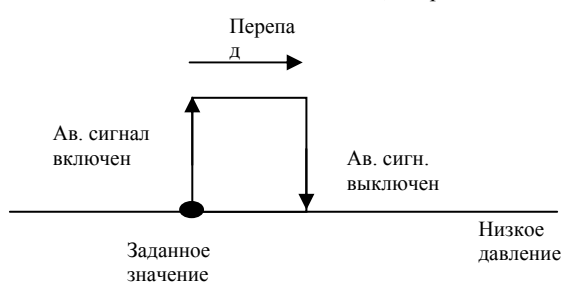 Перепа
д
Ав. сигнал
включен
Ав. сигн.
выключен
Низкое
давление
Заданное
значение